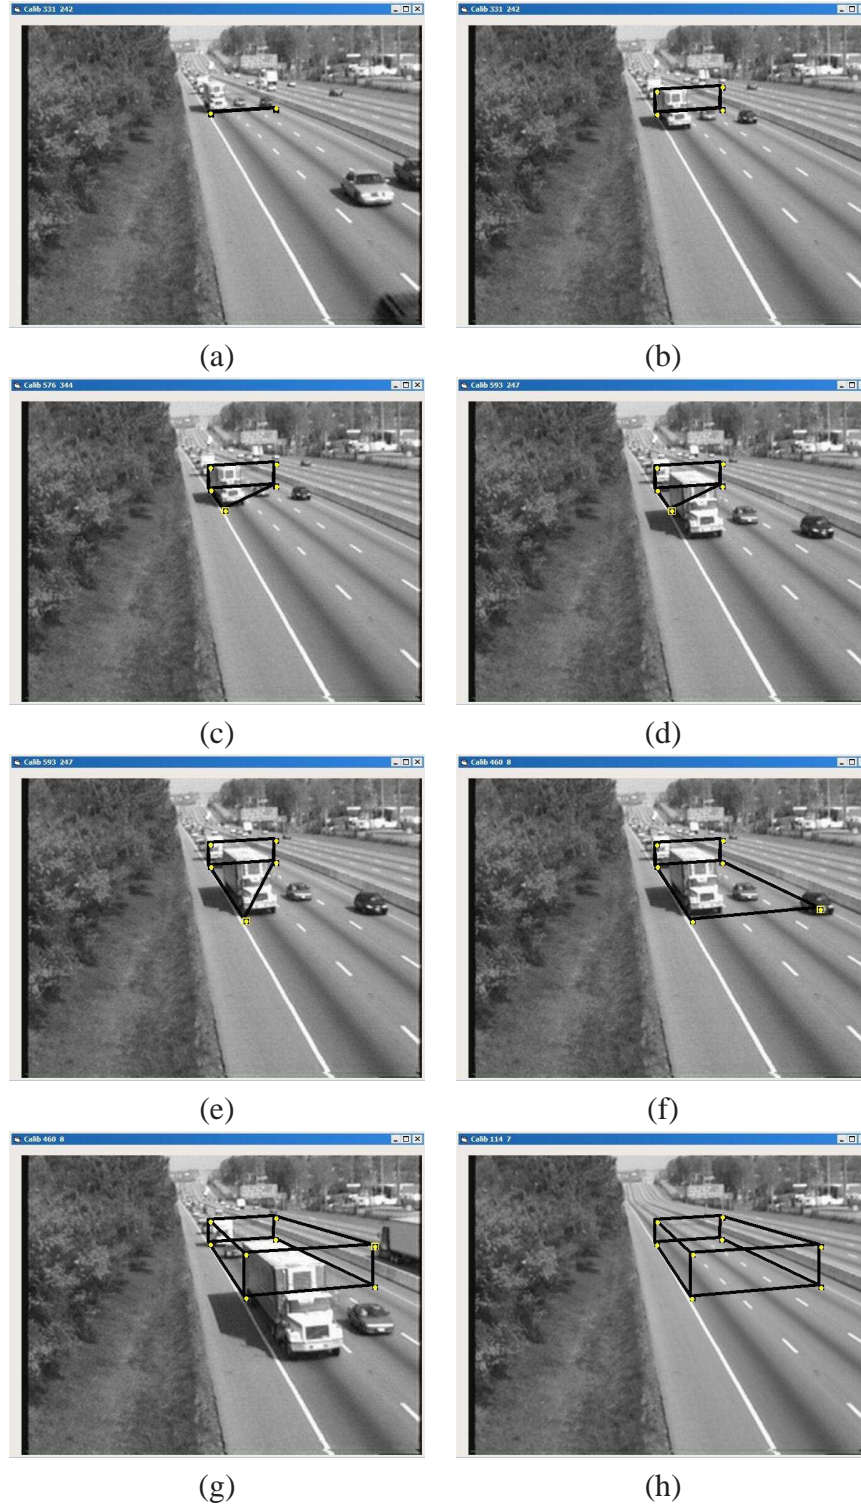 Calib 331 242
Calib 331 242
(a)
(b)
Calib 576 344
Calib 593 247
(c)
(d)
Calib 593 247
Calib 460 8
(e)
(f)
Calib 460 8
Calib 114 7
(g)
(h)